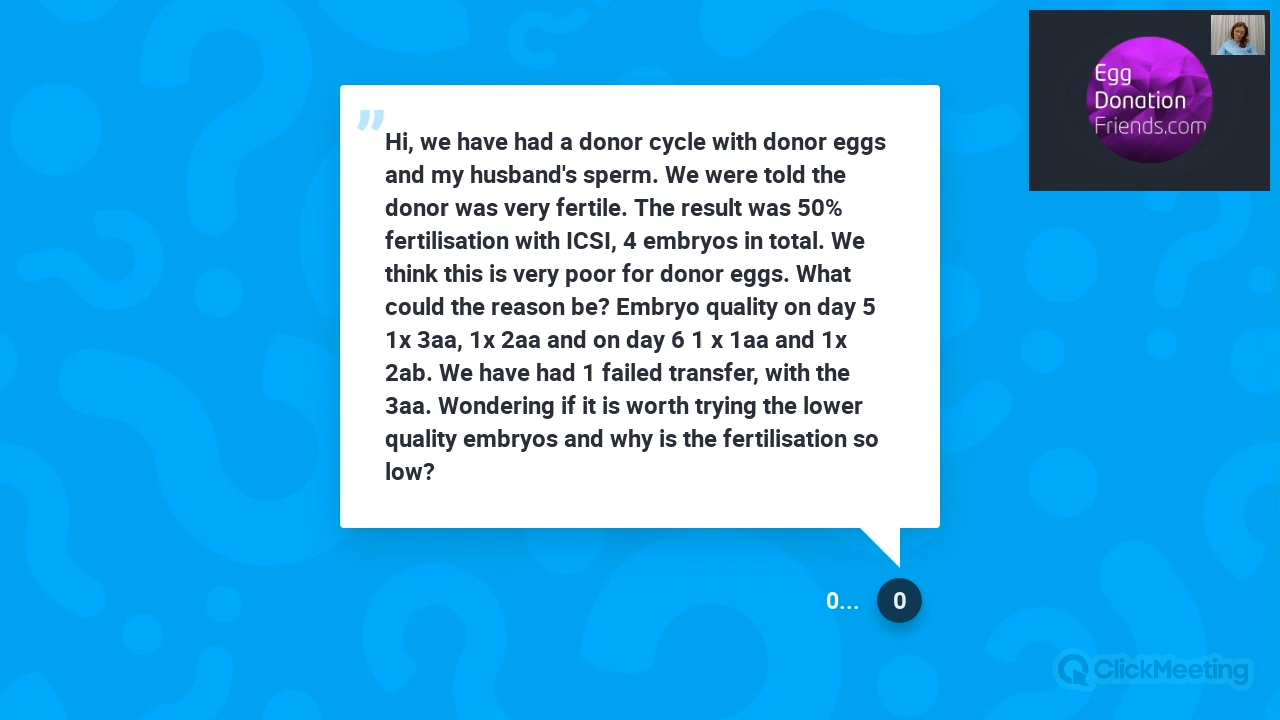 Egg
Donation
Friends.com
"
Hi, we have had a donor cycle with donor eggs
and my husband's sperm. We were told the
donor was very fertile. The result was 50%
fertilisation with ICSI, 4 embryos in total. We
think this is very poor for donor eggs. What
could the reason be? Embryo quality on day 5
1x 3aa, 1x 2aa and on day 6 1 x 1aa and 1x
2ab. We have had 1 failed transfer, with the
3aa. Wondering if it is worth trying the lower
quality embryos and why is the fertilisation so
low?
0... 0
ClickMeeting